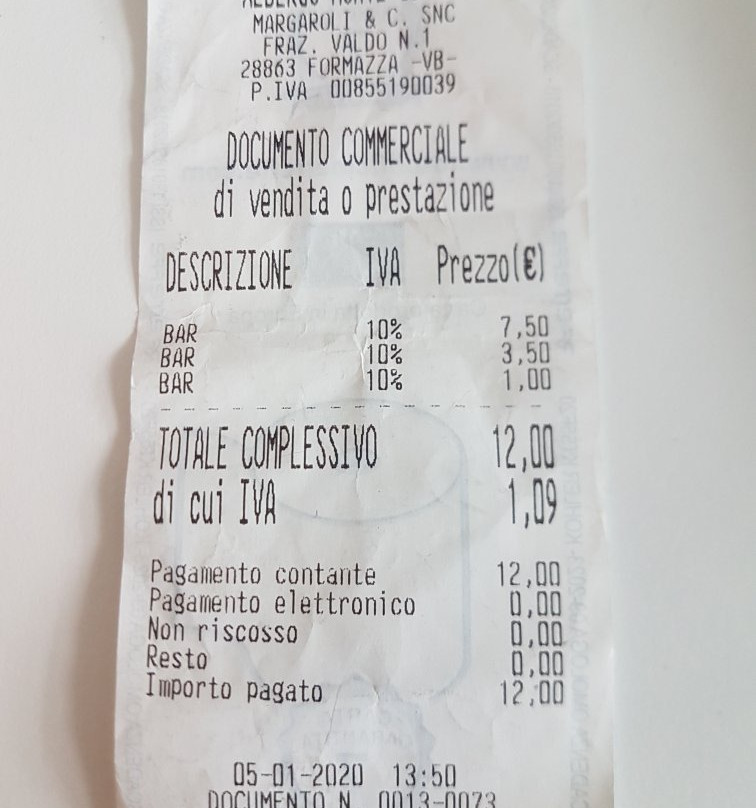 MARGAROLI & C. SNC
FRAZ. VALDO N.1
28863 FORMAZZA -VB-
P.IVA 00855190039
DOCUMENTO COMMERCIALE
di vendita o prestazione
DESCRIZIONE IVA Prezzo(€)
BAR 10% 7,50
BAR 10% 3,50
BAR 10% 1,00
TOTALE COMPLESSIVO 12,00
di cui IVA 1,09
Pagamento contante 12,00
Pagamento elettronico 0,00
Non riscosso 0,00
Resto 0,00
Importo pagato 12,00
05-01-2020 13:50
DOCUMENTO N. 0013-0073